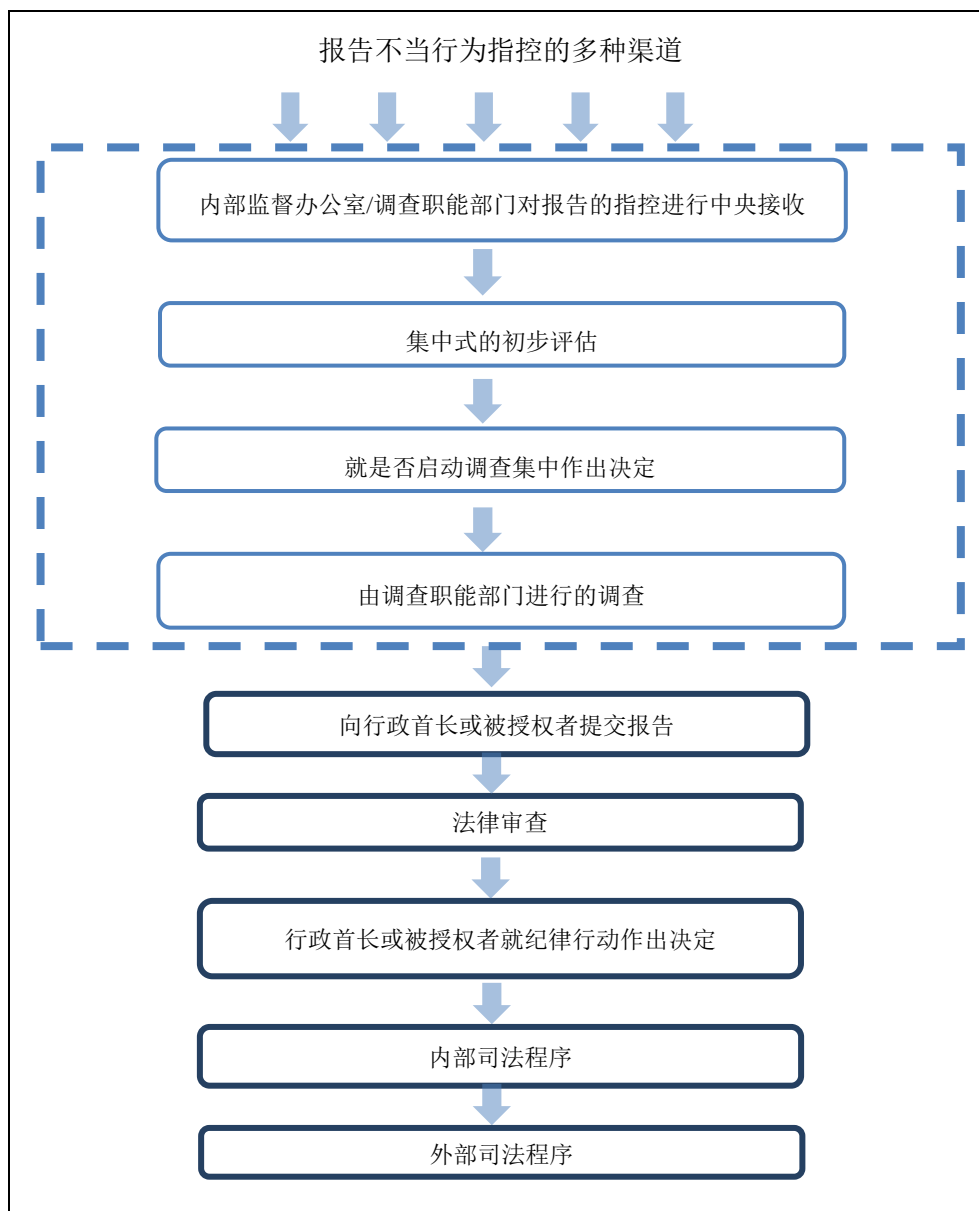 报告不当行为指控的多种渠道
内部监督办公室/调查职能部门对报告的指控进行中央接收
集中式的初步评估
就是否启动调查集中作出决定
由调查职能部门进行的调查
向行政首长或被授权者提交报告
法律审查
行政首长或被授权者就纪律行动作出决定
内部司法程序
外部司法程序